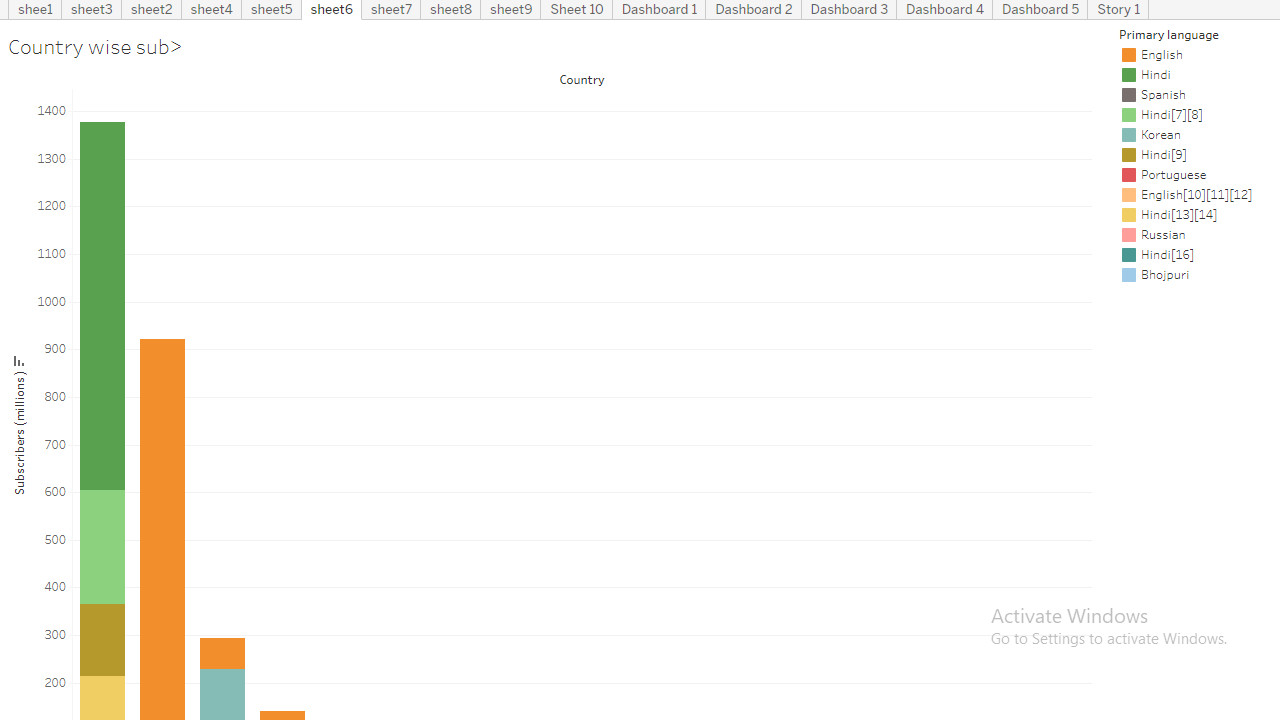 shee1 sheet3 sheet2 sheet4 sheet5 sheet6 sheet7 sheet8 sheet9 Sheet 10 Dashboard 1 Dashboard 2 Dashboard 3 Dashboard 4 Dashboard 5 Story 1
Country wise sub>
Country
1400
1300
1200
1100
1000
900
800
700
600
500
400
300
200
Subscribers (millions)
Primary language
English
Hindi
Spanish
Hindi[7][8]
Korean
Hindi[9]
Portuguese
English[10][11][12]
Hindi[13][14]
Russian
Hindi[16]
Bhojpuri
Activate Windows
Go to Settings to activate Windows.